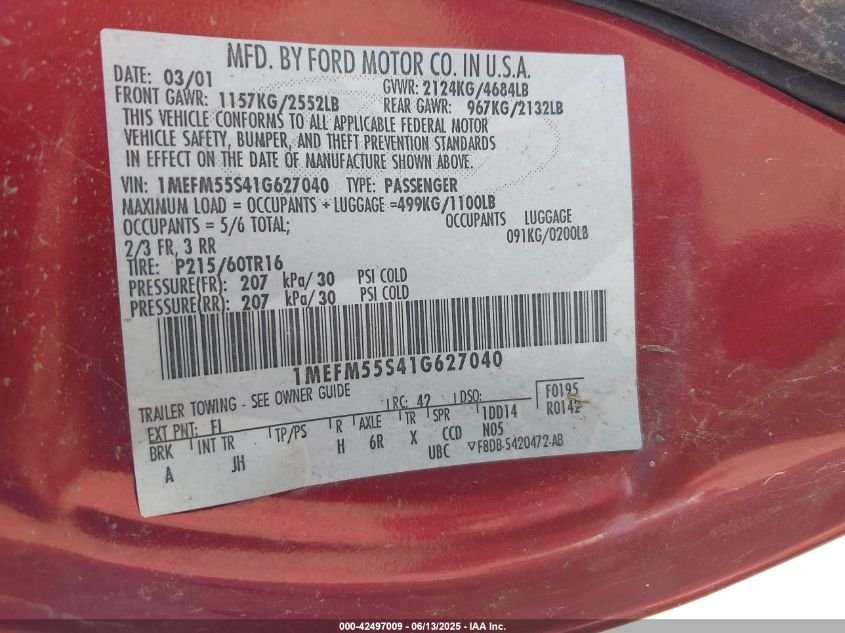 MFD. BY FORD MOTOR CO. IN U.S.A.
DATE: 03/01 GVWR: 2124KG/4684LB
FRONT GAWR: 1157KG/2552LB REAR GAWR: 967KG/2132LB
THIS VEHICLE CONFORMS TO ALL APPLICABLE FEDERAL MOTOR
VEHICLE SAFETY, BUMPER, AND THEFT PREVENTION STANDARDS
IN EFFECT ON THE DATE OF MANUFACTURE SHOWN ABOVE.
VIN: 1MEFM55S41G627040 TYPE: PASSENGER
MAXIMUM LOAD = OCCUPANTS + LUGGAGE =499KG/1100LB
OCCUPANTS = 5/6 TOTAL; OCCUPANTS LUGGAGE
2/3 FR, 3 RR 091KG/0200LB
TIRE: P215/60TR16
PRESSURE(FR): 207 kPa/ 30 PSI COLD
PRESSURE(RR): 207 kPa/ 30 PSI COLD
1MEFM55S41G627040
TRAILER TOWING - SEE OWNER GUIDE
EXT PNT: FI RC: 42 DSO: F0195
R0142
BRK INT TR TP/PS R AXLE TR SPR 1DD14
A JH H 6R X CCD N05
UBC F8DB-5420472-AB
000-42497009 - 06/13/2025 - IAA Inc.